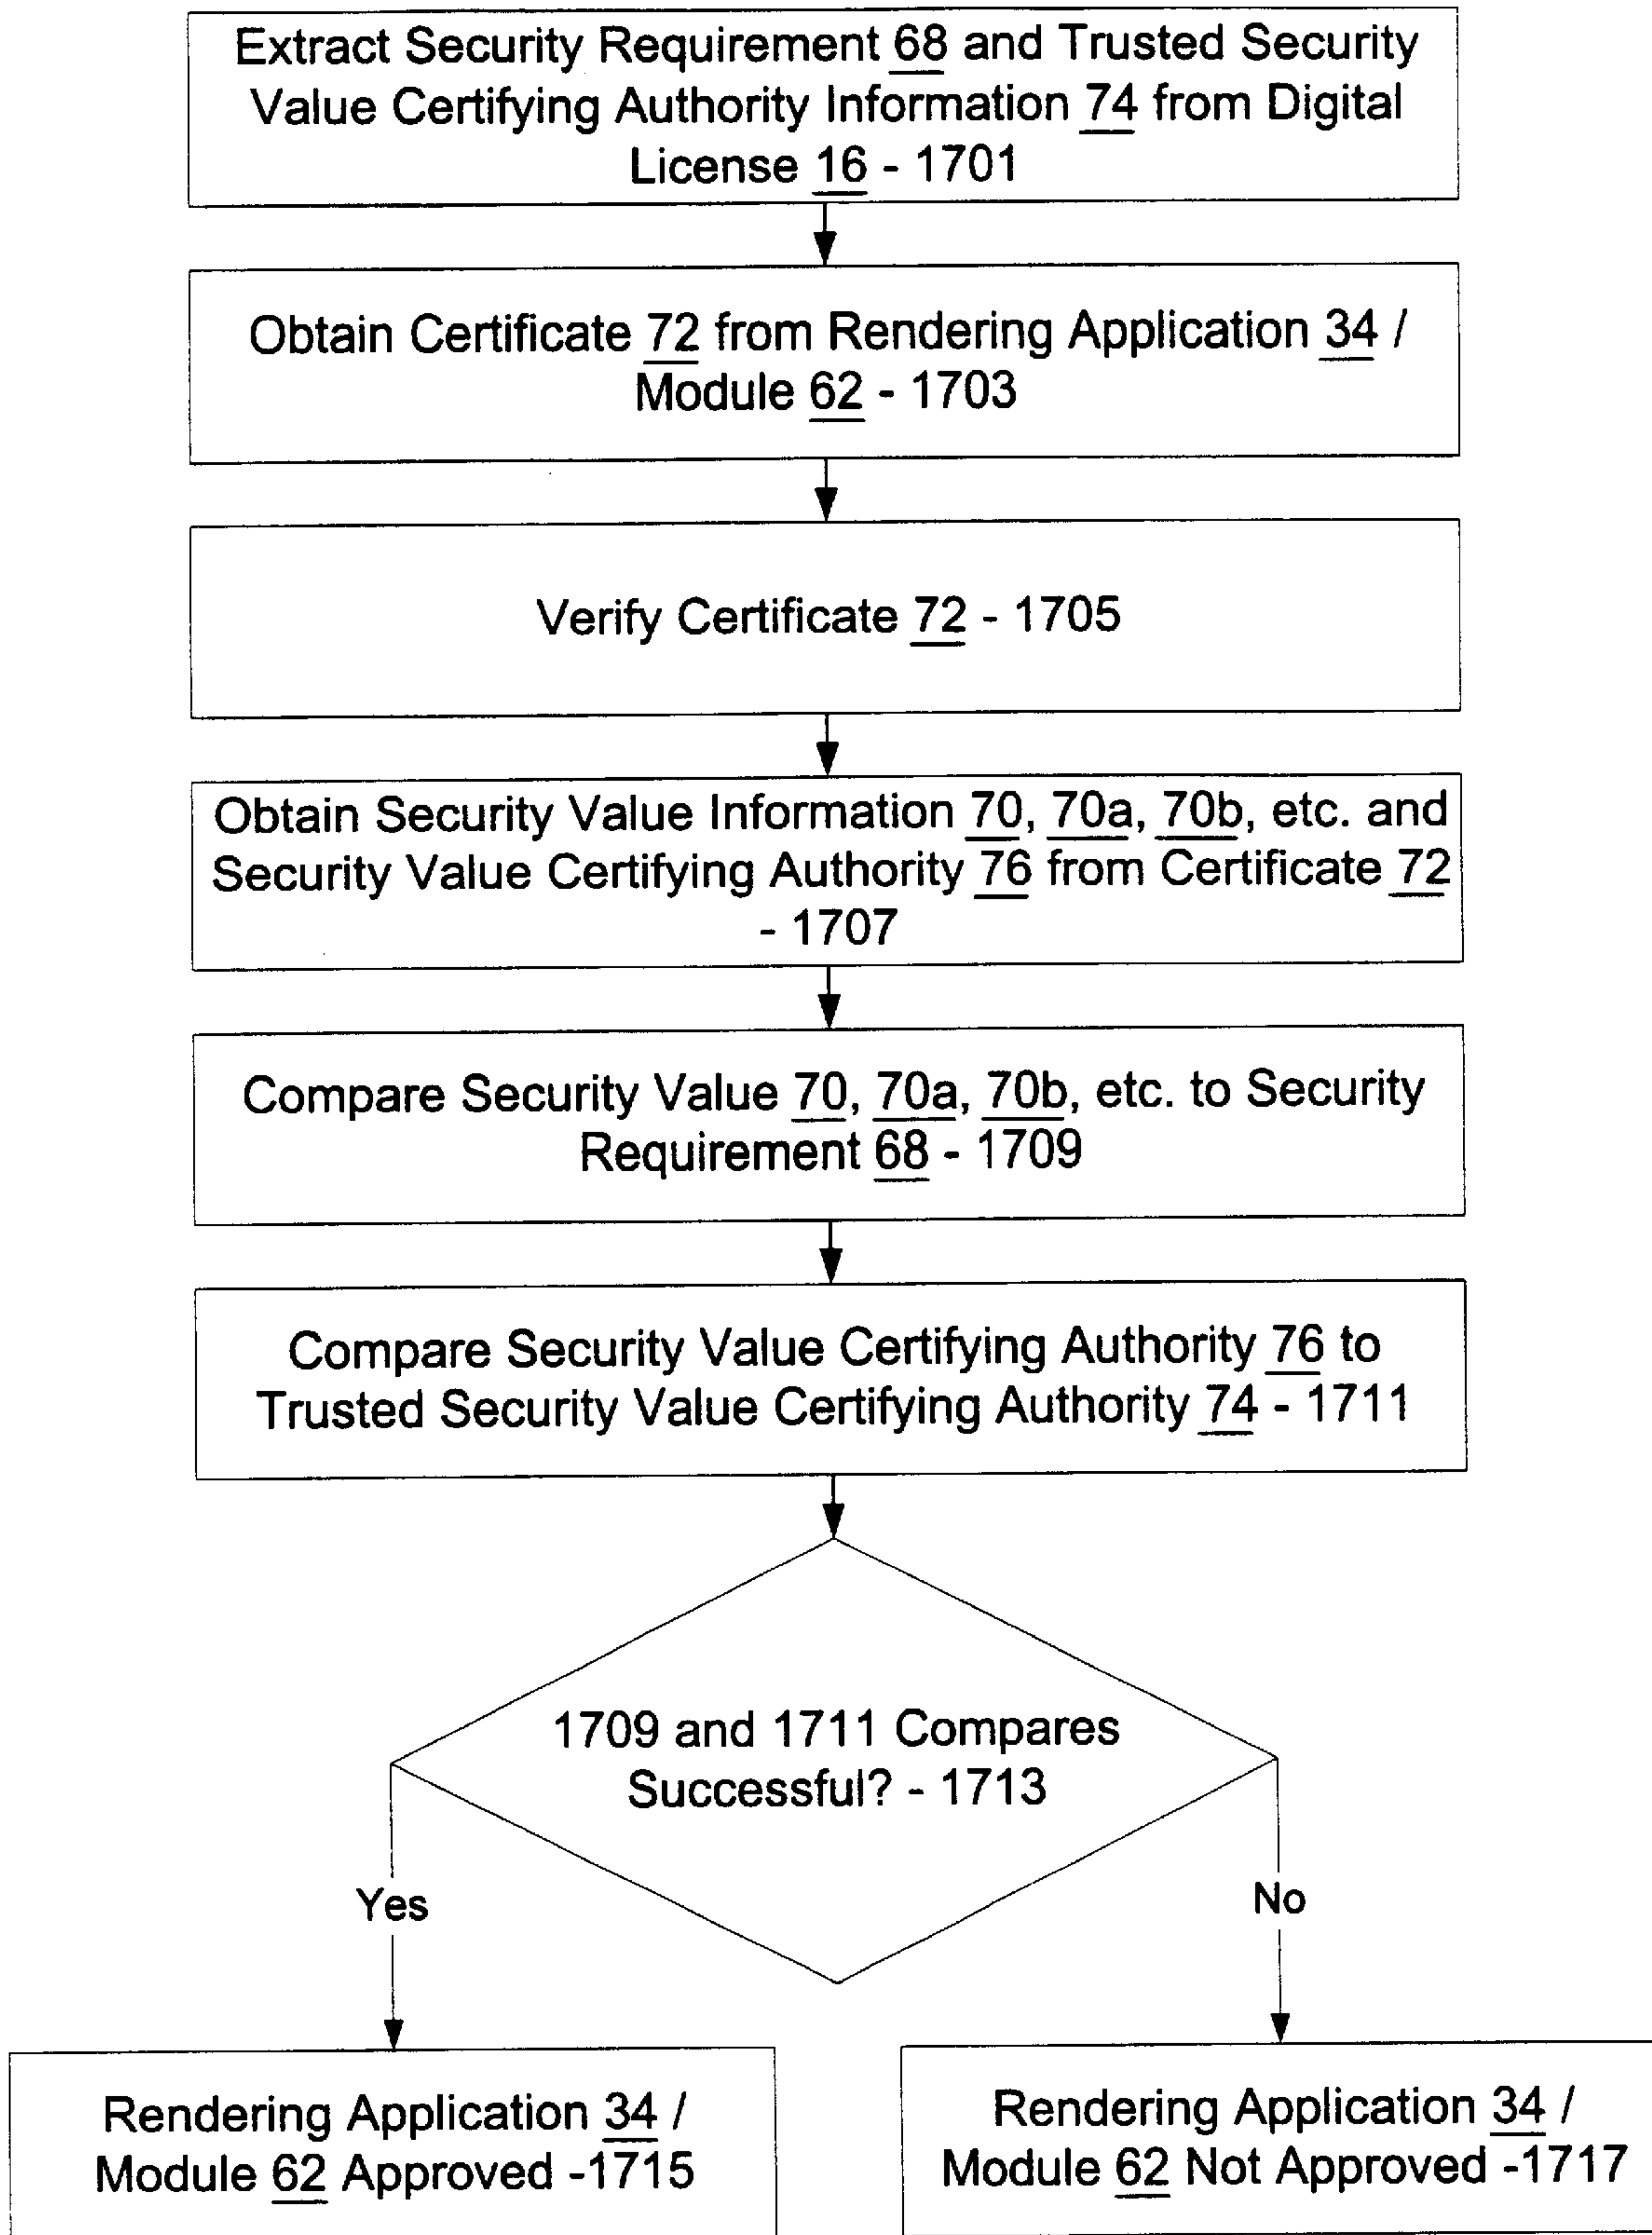 Extract Security Requirement 68 and Trusted Security
Value Certifying Authority Information 74 from Digital
License 16 - 1701
Obtain Certificate 72 from Rendering Application 34 /
Module 62 - 1703
Verify Certificate 72 - 1705
Obtain Security Value Information 70, 70a, 70b, etc. and
Security Value Certifying Authority 76 from Certificate 72
- 1707
Compare Security Value 70, 70a, 70b, etc. to Security
Requirement 68 - 1709
Compare Security Value Certifying Authority 76 to
Trusted Security Value Certifying Authority 74 - 1711
1709 and 1711 Compares
Successful? - 1713
Yes
No
Rendering Application 34 /
Module 62 Approved -1715
Rendering Application 34 /
Module 62 Not Approved -1717